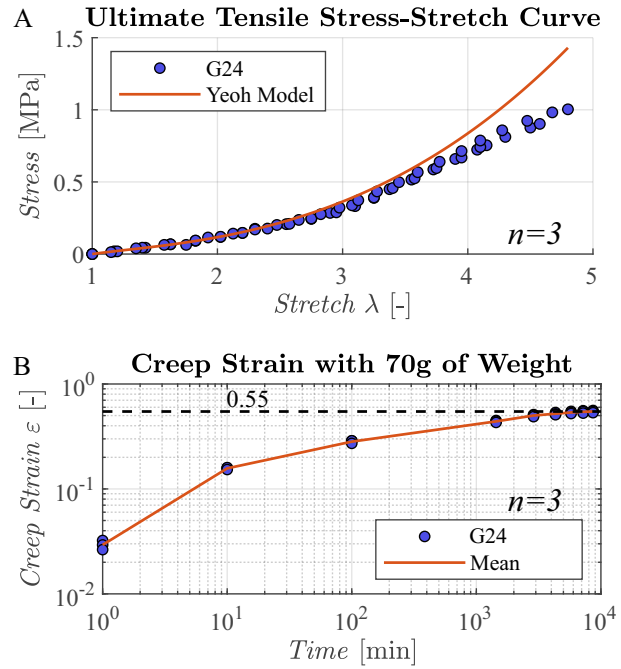 A Ultimate Tensile Stress-Stretch Curve
1.5
G24
Yeoh Model
1
0.5
0
Stress [MPa]
n=3
1 2 3 4 5
Stretch λ [-]
B Creep Strain with 70g of Weight
10^0
0.55
10^-1
10^-2
Creep Strain ε [-]
n=3
G24
Mean
10^0 10^1 10^2 10^3 10^4
Time [min]